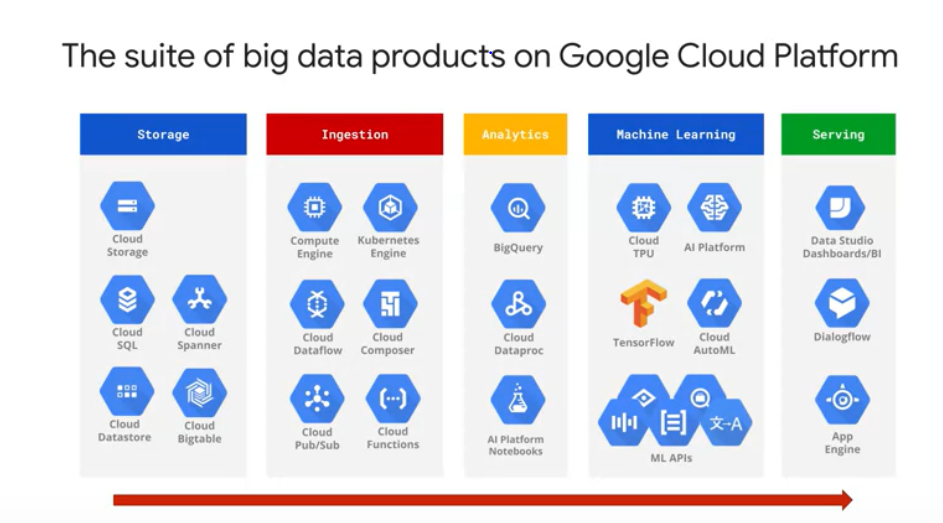 The suite of big data products on Google Cloud Platform
Storage
Cloud
Storage
Cloud
SQL
Cloud
Spanner
Cloud
Datastore
Cloud
Bigtable
Ingestion
Compute
Engine
Kubernetes
Engine
Cloud
Dataflow
Cloud
Composer
Cloud
Pub/Sub
Cloud
Functions
Analytics
BigQuery
Cloud
Dataproc
AI Platform
Notebooks
Machine Learning
Cloud
TPU
AI Platform
TensorFlow
Cloud
AutoML
文→A
ML APIs
Serving
Data Studio
Dashboards/BI
Dialogflow
App
Engine